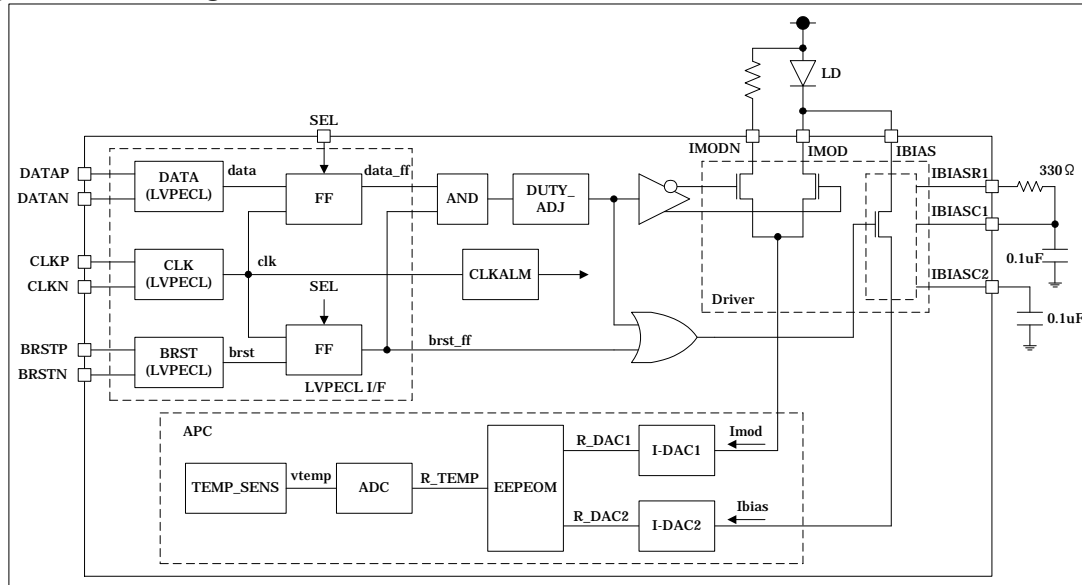 LD
SEL
IMODN
IMOD
IBIAS
DATAP
DATAN
DATA
(LVPECL)
data
FF
data_ff
AND
DUTY_
ADJ
IBIASR1
330Ω
IBIASC1
CLKP
CLKN
CLK
(LVPECL)
clk
CLKALM
0.1uF
IBIASC2
SEL
Driver
0.1uF
BRSTP
BRSTN
BRST
(LVPECL)
brst
FF
brst_ff
LVPECL I/F
APC
TEMP_SENS
vtemp
ADC
R_TEMP
EEPEOM
R_DAC1
I-DAC1
Imod
R_DAC2
I-DAC2
Ibias